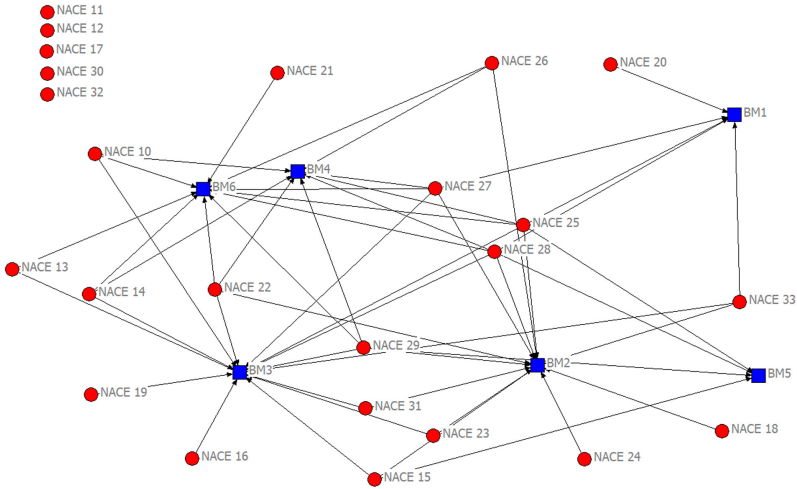 NACE 11
NACE 12
NACE 17
NACE 30
NACE 32
NACE 21
NACE 26
NACE 20
BM1
NACE 10
BM4
BM6
NACE 27
NACE 25
NACE 28
NACE 13
NACE 14
NACE 22
NACE 33
NACE 29
BM3
BM2
BM5
NACE 19
NACE 31
NACE 23
NACE 18
NACE 16
NACE 24
NACE 15